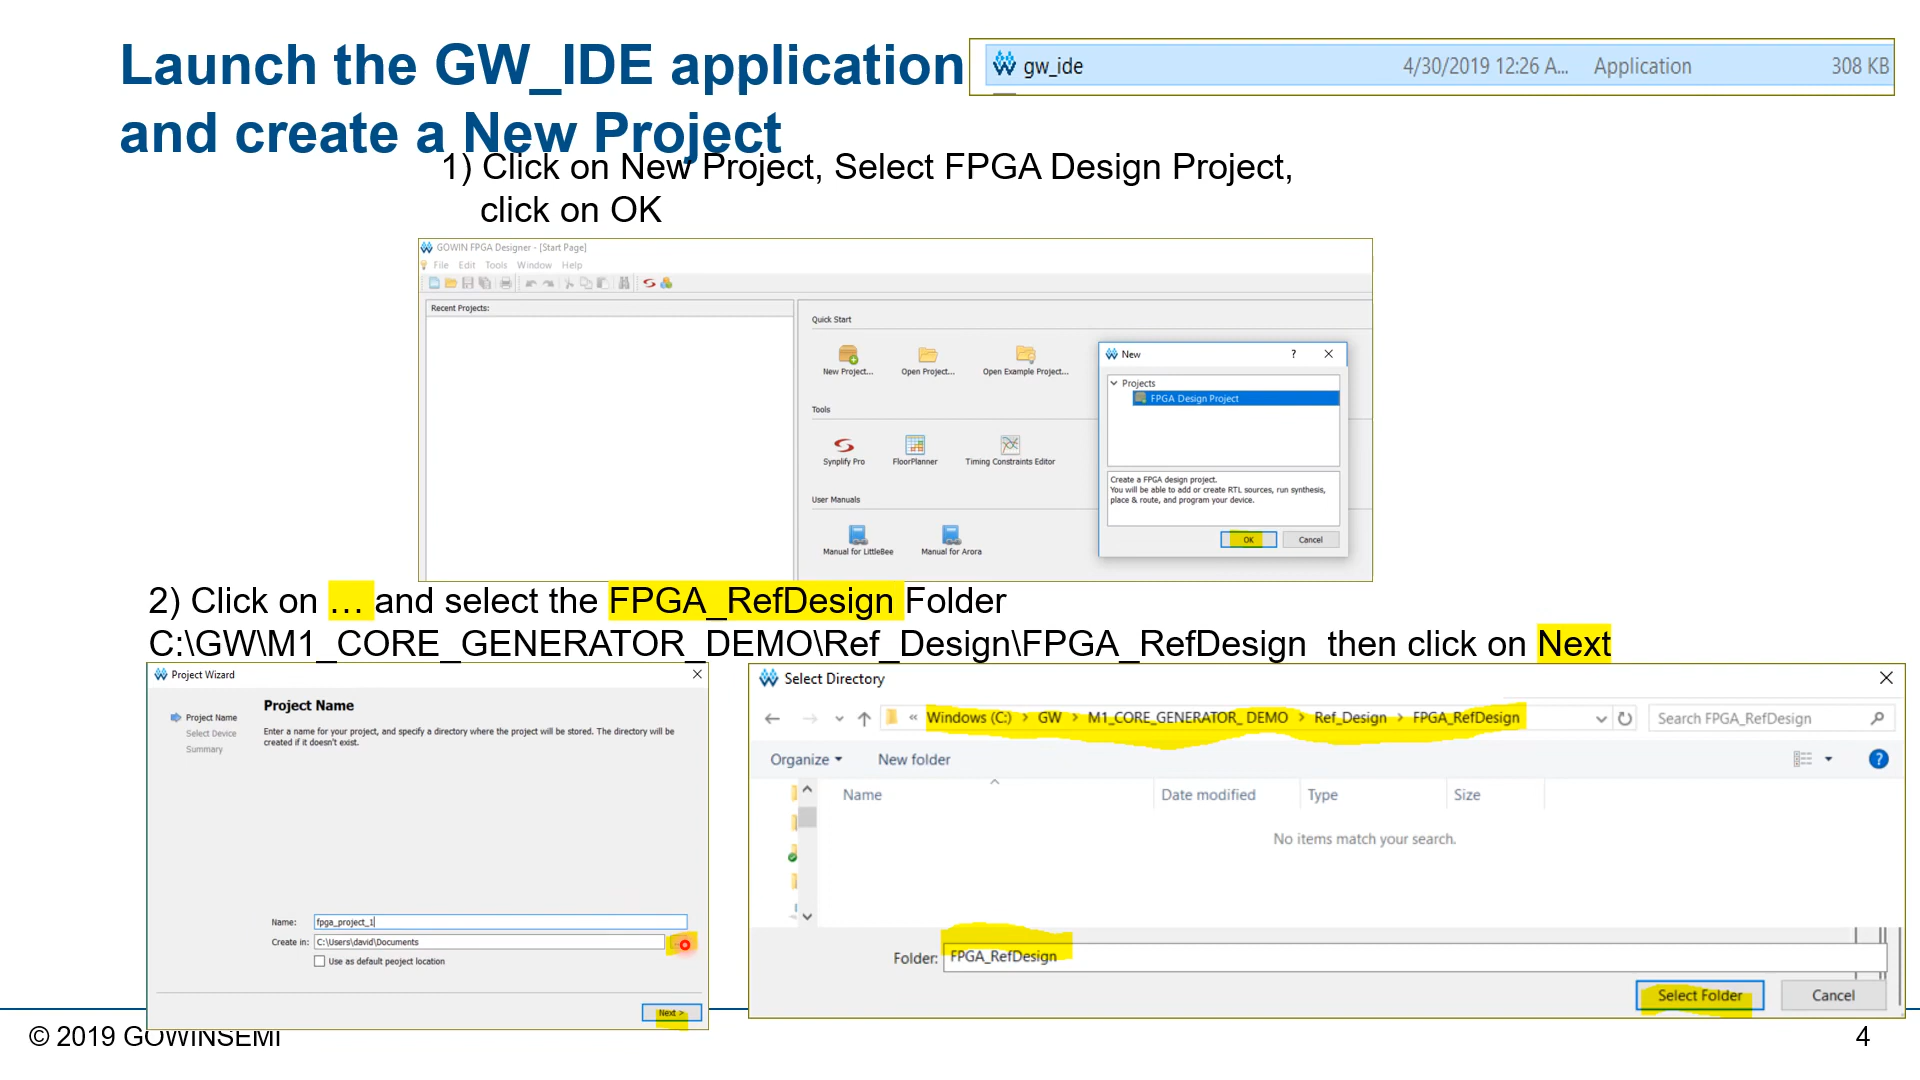 Launch the GW_IDE application
and create a New Project
gw_ide 4/30/2019 12:26 A... Application 308 KB
1) Click on New Project, Select FPGA Design Project,
click on OK
GOWIN FPGA Designer - [Start Page]
File Edit Tools Window Help
Recent Projects:
Quick Start
New Project... Open Project... Open Example Project...
Tools
Synplify Pro FloorPlanner Timing Constraints Editor
User Manuals
Manual for LittleBee Manual for Arora
New ? X
Projects
FPGA Design Project
Create a FPGA design project.
You will be able to add or create RTL sources, run synthesis,
place & route, and program your device.
OK Cancel
2) Click on … and select the FPGA_RefDesign Folder
C:\GW\M1_CORE_GENERATOR_DEMO\Ref_Design\FPGA_RefDesign then click on Next
Project Wizard
Project Name
Select Device
Summary
Project Name
Enter a name for your project, and specify a directory where the project will be stored. The directory will be
created if it doesn't exist.
Name: fpga_project_1
Create in: C:\Users\david\Documents
Use as default peoject location
Next >
Select Directory
« Windows (C:) > GW > M1_CORE_GENERATOR_ DEMO > Ref_Design > FPGA_RefDesign
Search FPGA_RefDesign
Organize New folder
Name Date modified Type Size
No items match your search.
Folder: FPGA_RefDesign
Select Folder Cancel
© 2019 GOWINSEMI
4